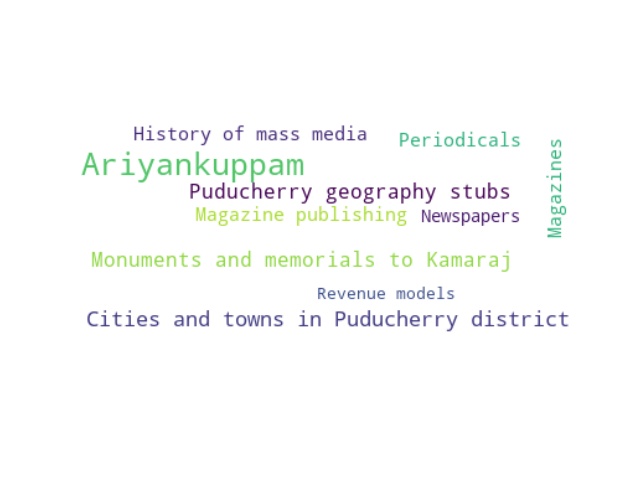 History of mass media
Periodicals
Magazines
Ariyankuppam
Puducherry geography stubs
Magazine publishing
Newspapers
Monuments and memorials to Kamaraj
Revenue models
Cities and towns in Puducherry district